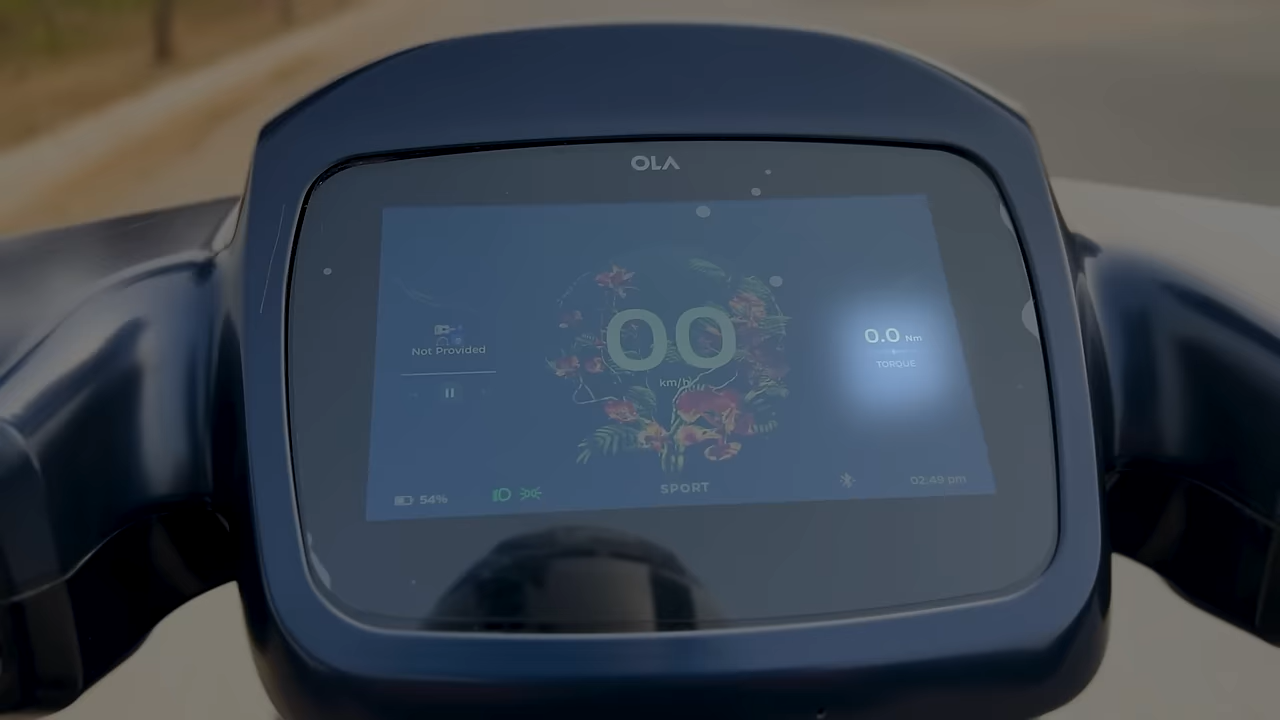 OLA
00
km/h
Not Provided
0.0 Nm
TORQUE
54%
SPORT
02:49 pm